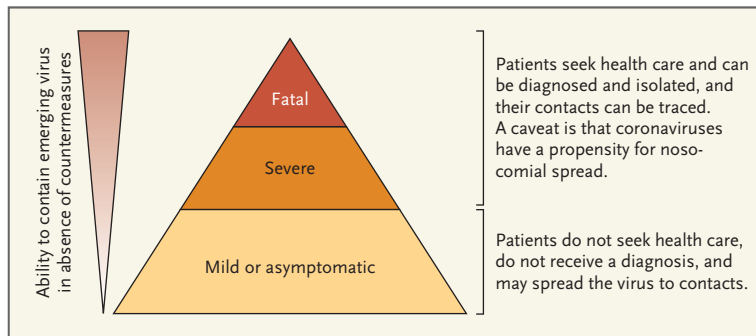 Ability to contain emerging virus
in absence of countermeasures
Fatal
Severe
Mild or asymptomatic
Patients seek health care and can
be diagnosed and isolated, and
their contacts can be traced.
A caveat is that coronaviruses
have a propensity for noso-
comial spread.
Patients do not seek health care,
do not receive a diagnosis, and
may spread the virus to contacts.